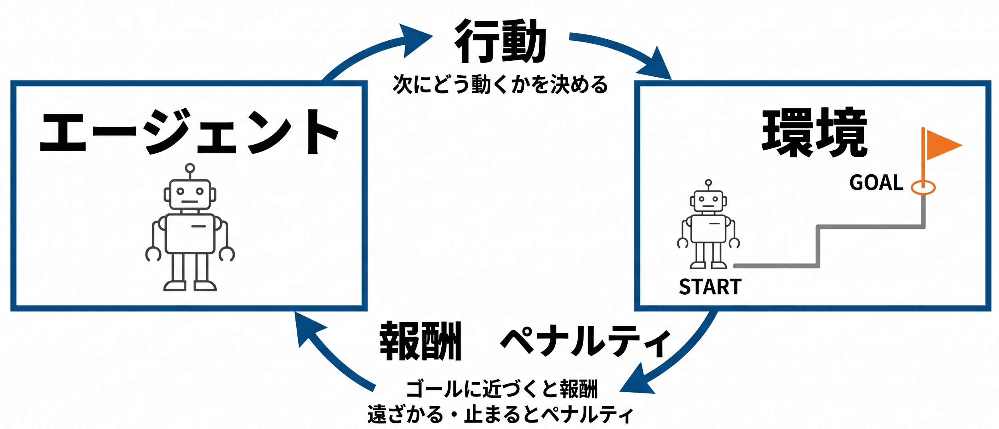 行動
次にどう動くかを決める
エージェント
環境
GOAL
START
報酬　ペナルティ
ゴールに近づくと報酬
遠ざかる・止まるとペナルティ